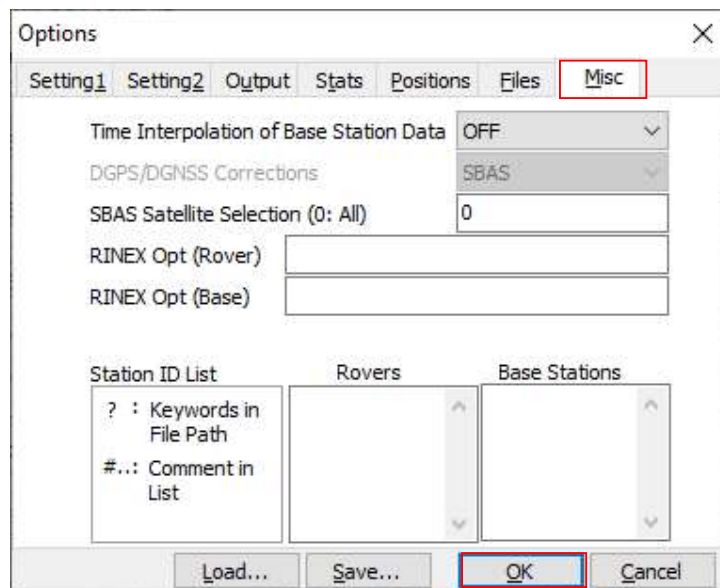 Options
Setting1 Setting2 Output Stats Positions Files Misc
Time Interpolation of Base Station Data OFF
DGPS/DGNSS Corrections SBAS
SBAS Satellite Selection (0: All) 0
RINEX Opt (Rover)
RINEX Opt (Base)
Station ID List Rovers Base Stations
? : Keywords in
File Path
#..: Comment in
List
Load... Save... OK Cancel